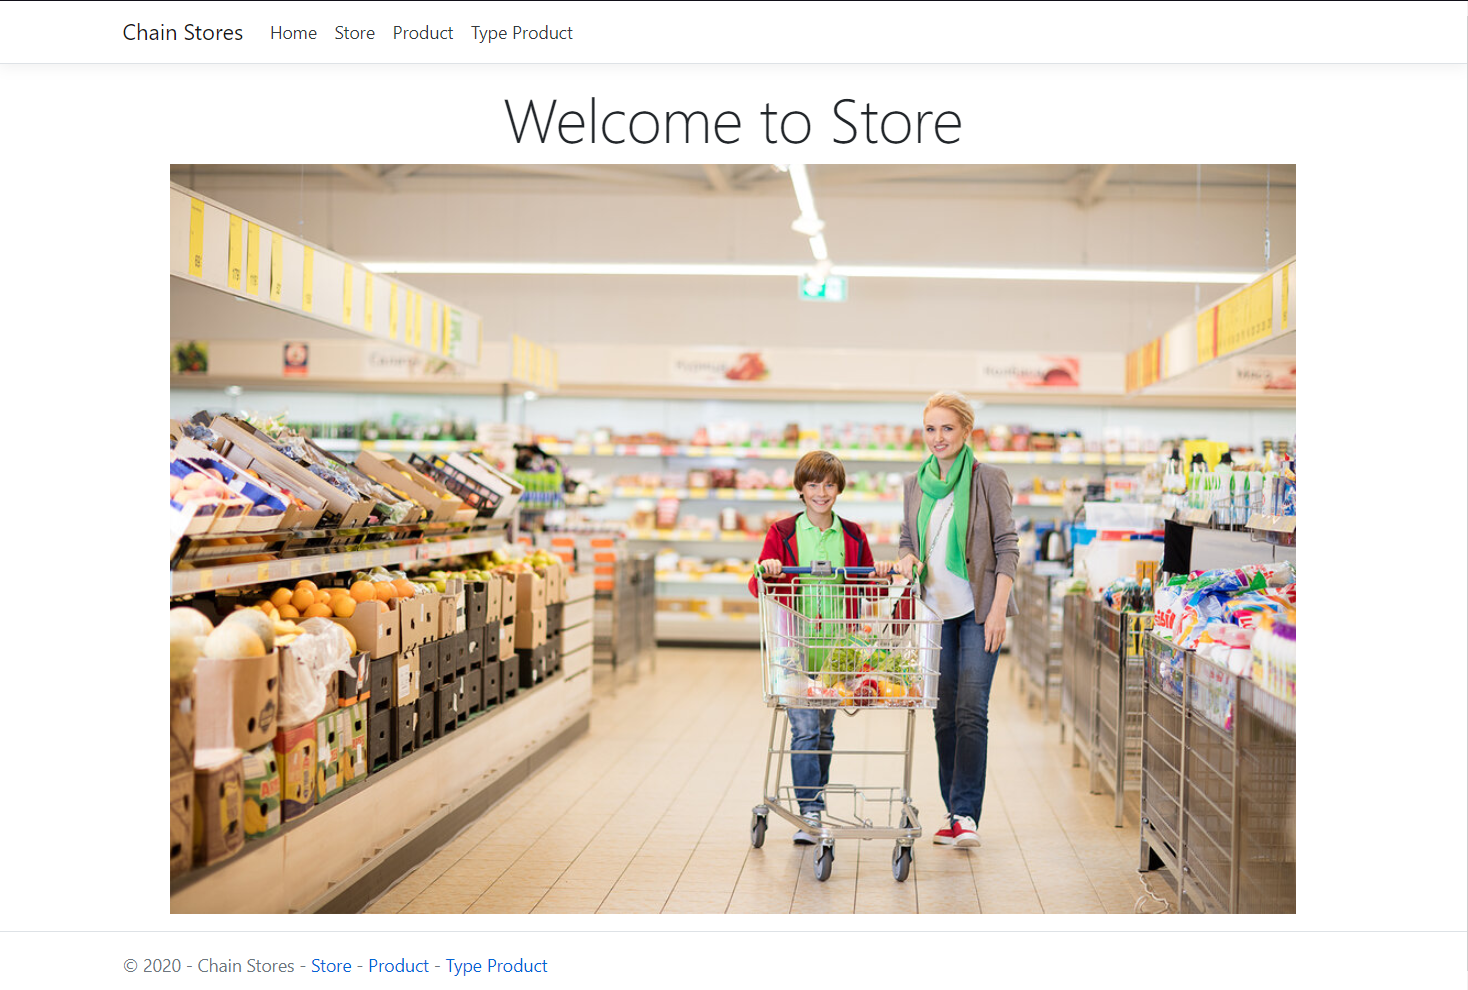 Chain Stores Home Store Product Type Product
Welcome to Store
© 2020 - Chain Stores - Store - Product - Type Product